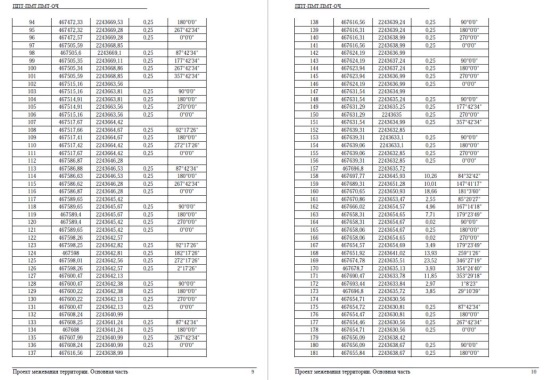 ППТ-ПМТ.ПМТ-ОЧ
94 467472,33 2243669,53 0,25 180°0'0"
95 467472,32 2243669,28 0,25 267°42'34"
96 467472,57 2243669,28 0,25 0°0'0"
97 467505,59 2243668,85
98 467505,6 2243669,1 0,25 87°42'34"
99 467505,35 2243669,11 0,25 177°42'34"
100 467505,34 2243668,86 0,25 267°42'34"
101 467505,59 2243668,85 0,25 357°42'34"
102 467515,16 2243663,56
103 467515,16 2243663,81 0,25 90°0'0"
104 467514,91 2243663,81 0,25 180°0'0"
105 467514,91 2243663,56 0,25 270°0'0"
106 467515,16 2243663,56 0,25 0°0'0"
107 467517,67 2243664,42
108 467517,66 2243664,67 0,25 92°17'26"
109 467517,41 2243664,67 0,25 180°0'0"
110 467517,42 2243664,42 0,25 272°17'26"
111 467517,67 2243664,42 0,25 0°0'0"
112 467586,87 2243646,28
113 467586,88 2243646,53 0,25 87°42'34"
114 467586,63 2243646,53 0,25 180°0'0"
115 467586,62 2243646,28 0,25 267°42'34"
116 467586,87 2243646,28 0,25 0°0'0"
117 467589,65 2243645,42
118 467589,65 2243645,67 0,25 90°0'0"
119 467589,4 2243645,67 0,25 180°0'0"
120 467589,4 2243645,42 0,25 270°0'0"
121 467589,65 2243645,42 0,25 0°0'0"
122 467598,26 2243642,57
123 467598,25 2243642,82 0,25 92°17'26"
124 467598 2243642,81 0,25 182°17'26"
125 467598,01 2243642,56 0,25 272°17'26"
126 467598,26 2243642,57 0,25 2°17'26"
127 467600,47 2243642,13
128 467600,47 2243642,38 0,25 90°0'0"
129 467600,22 2243642,38 0,25 180°0'0"
130 467600,22 2243642,13 0,25 270°0'0"
131 467600,47 2243642,13 0,25 0°0'0"
132 467608,24 2243640,99
133 467608,25 2243641,24 0,25 87°42'34"
134 467608 2243641,24 0,25 180°0'0"
135 467607,99 2243640,99 0,25 267°42'34"
136 467608,24 2243640,99 0,25 0°0'0"
137 467616,56 2243638,99
Проект межевания территории. Основная часть 9
ППТ-ПМТ.ПМТ-ОЧ
138 467616,56 2243639,24 0,25 90°0'0"
139 467616,31 2243639,24 0,25 180°0'0"
140 467616,31 2243638,99 0,25 270°0'0"
141 467616,56 2243638,99 0,25 0°0'0"
142 467624,19 2243636,99
143 467624,19 2243637,24 0,25 90°0'0"
144 467623,94 2243637,24 0,25 180°0'0"
145 467623,94 2243636,99 0,25 270°0'0"
146 467624,19 2243636,99 0,25 0°0'0"
147 467631,54 2243634,99
148 467631,54 2243635,24 0,25 90°0'0"
149 467631,29 2243635,25 0,25 177°42'34"
150 467631,29 2243635 0,25 270°0'0"
151 467631,54 2243634,99 0,25 357°42'34"
152 467639,31 2243632,85
153 467639,31 2243633,1 0,25 90°0'0"
154 467639,06 2243633,1 0,25 180°0'0"
155 467639,06 2243632,85 0,25 270°0'0"
156 467639,31 2243632,85 0,25 0°0'0"
157 467696,8 2243635,72
158 467697,77 2243645,93 10,26 84°32'42"
159 467689,31 2243651,28 10,01 147°41'17"
160 467670,65 2243650,93 18,66 181°3'60"
161 467670,86 2243653,47 2,55 85°20'27"
162 467666,02 2243654,57 4,96 167°14'18"
163 467658,31 2243654,65 7,71 179°23'49"
164 467658,31 2243654,67 0,02 90°0'0"
165 467658,06 2243654,67 0,25 180°0'0"
166 467658,06 2243654,65 0,02 270°0'0"
167 467654,57 2243654,69 3,49 179°23'49"
168 467651,92 2243641,02 13,93 259°1'26"
169 467674,78 2243635,51 23,52 346°27'19"
170 467678,7 2243635,13 3,93 354°24'40"
171 467690,47 2243633,78 11,85 353°29'18"
172 467693,44 2243633,84 2,97 1°8'23"
173 467696,8 2243635,72 3,85 29°10'39"
174 467654,71 2243630,56
175 467654,72 2243630,81 0,25 87°42'34"
176 467654,47 2243630,81 0,25 180°0'0"
177 467654,46 2243630,56 0,25 267°42'34"
178 467654,71 2243630,56 0,25 0°0'0"
179 467656,09 2243638,42
180 467656,09 2243638,67 0,25 90°0'0"
181 467655,84 2243638,67 0,25 180°0'0"
Проект межевания территории. Основная часть 10